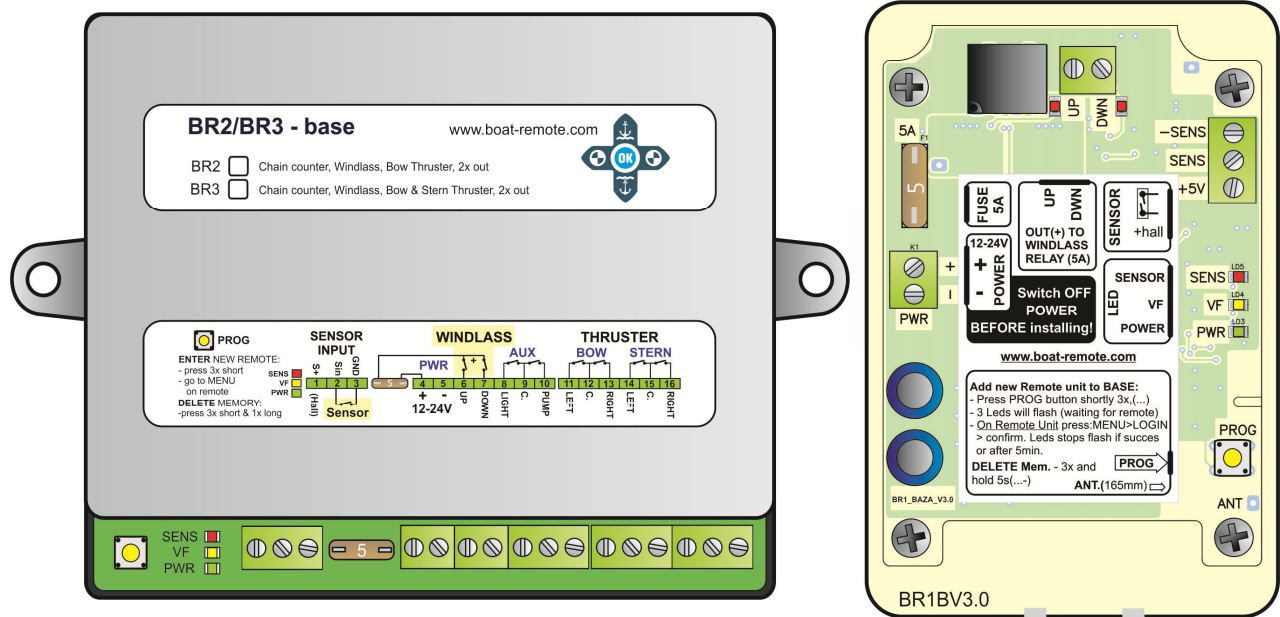 BR2/BR3 - base
www.boat-remote.com
OK
BR2 Chain counter, Windlass, Bow Thruster, 2x out
BR3 Chain counter, Windlass, Bow & Stern Thruster, 2x out
PROG
ENTER NEW REMOTE:
- press 3x short
- go to MENU
on remote
DELETE MEMORY:
-press 3x short & 1x long
SENS
VF
PWR
SENSOR
INPUT
S+ Sin GND
1 2 3
(Hall)
Sensor
5
WINDLASS
PWR
+
4 5 6 7 8 9 10
+ -
12-24V
UP
DOWN
AUX
LIGHT
C.
PUMP
THRUSTER
BOW STERN
11 12 13 14 15 16
LEFT
C.
RIGHT
LEFT
C.
RIGHT
SENS
VF
PWR
5
UP
DWN
5A
F1
5
-SENS
SENS
+5V
FUSE
5A
UP
DWN
OUT(+) TO
WINDLASS
RELAY (5A)
SENSOR
+hall
K1
+
-
PWR
12-24V
+
-
POWER
Switch OFF
POWER
BEFORE installing!
LED
SENSOR
VF
POWER
SENS LD5
VF LD4
PWR LD3
www.boat-remote.com
Add new Remote unit to BASE:
- Press PROG button shortly 3x,(...)
- 3 Leds will flash (waiting for remote)
- On Remote Unit press:MENU>LOGIN
> confirm. Leds stops flash if succes
or after 5min.
DELETE Mem. - 3x and
hold 5s(...-)
PROG
ANT.(165mm)
PROG
ANT
BR1_BAZA_V3.0
BR1BV3.0